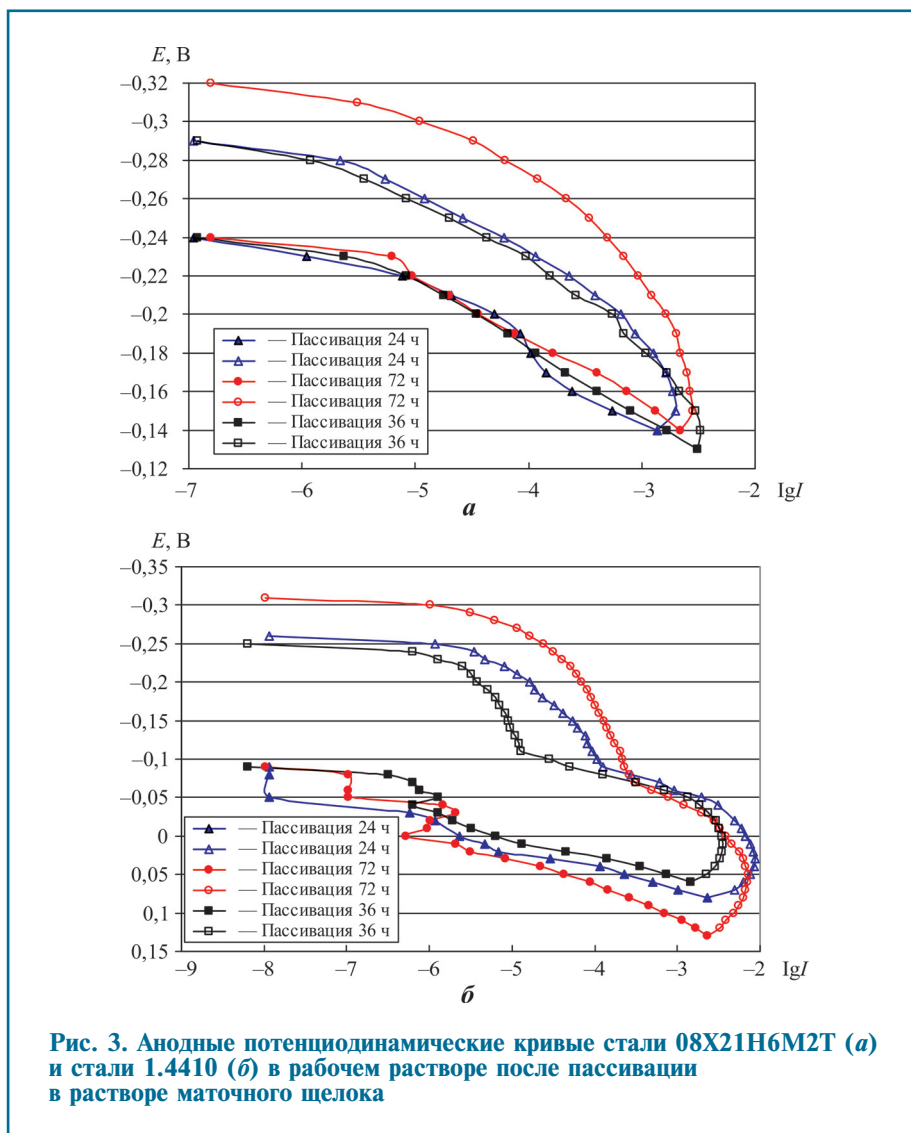 E, В
–0,32
–0,3
–0,28
–0,26
–0,24
–0,22
–0,2
–0,18
–0,16
–0,14
–0,12
— Пассивация 24 ч
— Пассивация 24 ч
— Пассивация 72 ч
— Пассивация 72 ч
— Пассивация 36 ч
— Пассивация 36 ч
–7 –6 –5 –4 –3 –2 lgI
а
E, В
–0,35
–0,3
–0,25
–0,2
–0,15
–0,1
–0,05
0
0,05
0,1
0,15
— Пассивация 24 ч
— Пассивация 24 ч
— Пассивация 72 ч
— Пассивация 72 ч
— Пассивация 36 ч
— Пассивация 36 ч
–9 –8 –7 –6 –5 –4 –3 –2 lgI
б
Рис. 3. Анодные потенциодинамические кривые стали 08Х21Н6М2Т (а)
и стали 1.4410 (б) в рабочем растворе после пассивации
в растворе маточного щелока